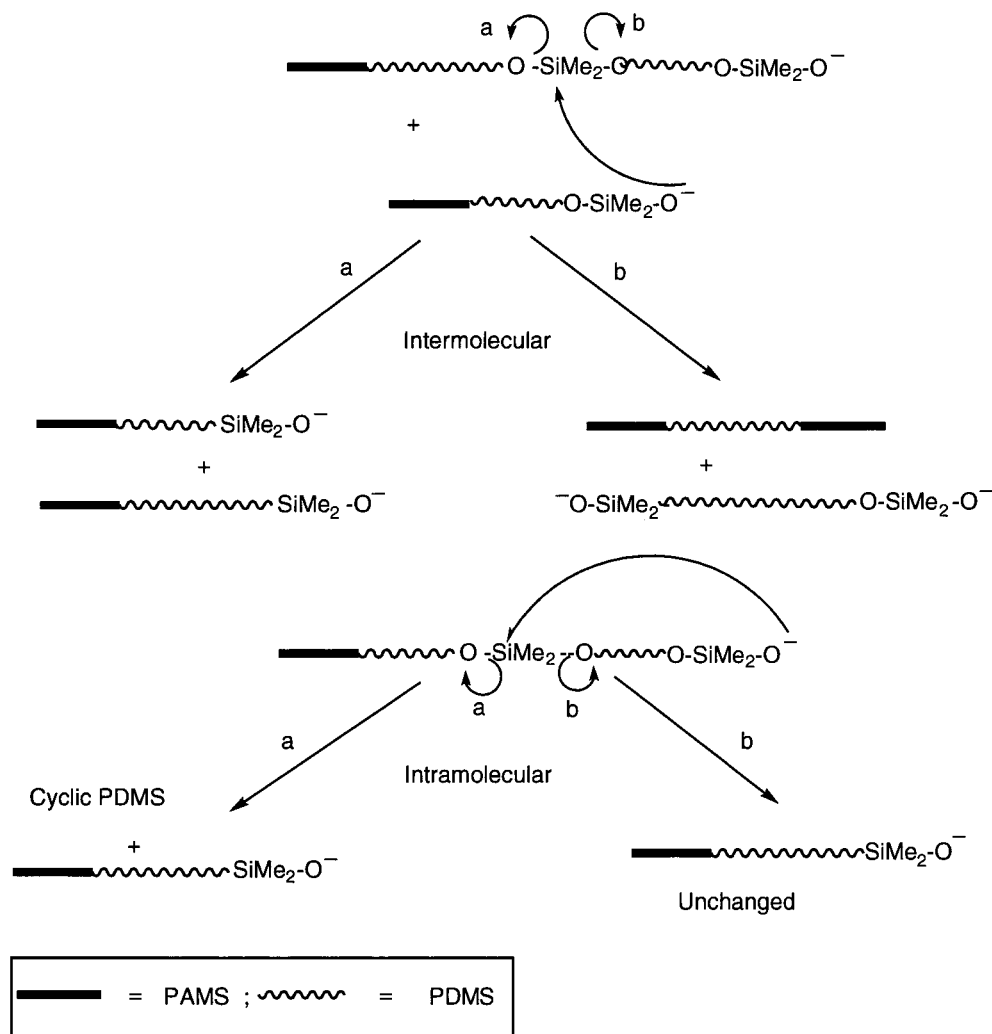 a b
O -SiMe₂-O O-SiMe₂-O⁻
+
O-SiMe₂-O⁻
a b
Intermolecular
SiMe₂-O⁻
+ +
SiMe₂-O⁻ ⁻O-SiMe₂ O-SiMe₂-O⁻
O -SiMe₂-O O-SiMe₂-O⁻
a b
a b
Intramolecular
Cyclic PDMS
+
SiMe₂-O⁻ SiMe₂-O⁻
Unchanged
= PAMS ; = PDMS